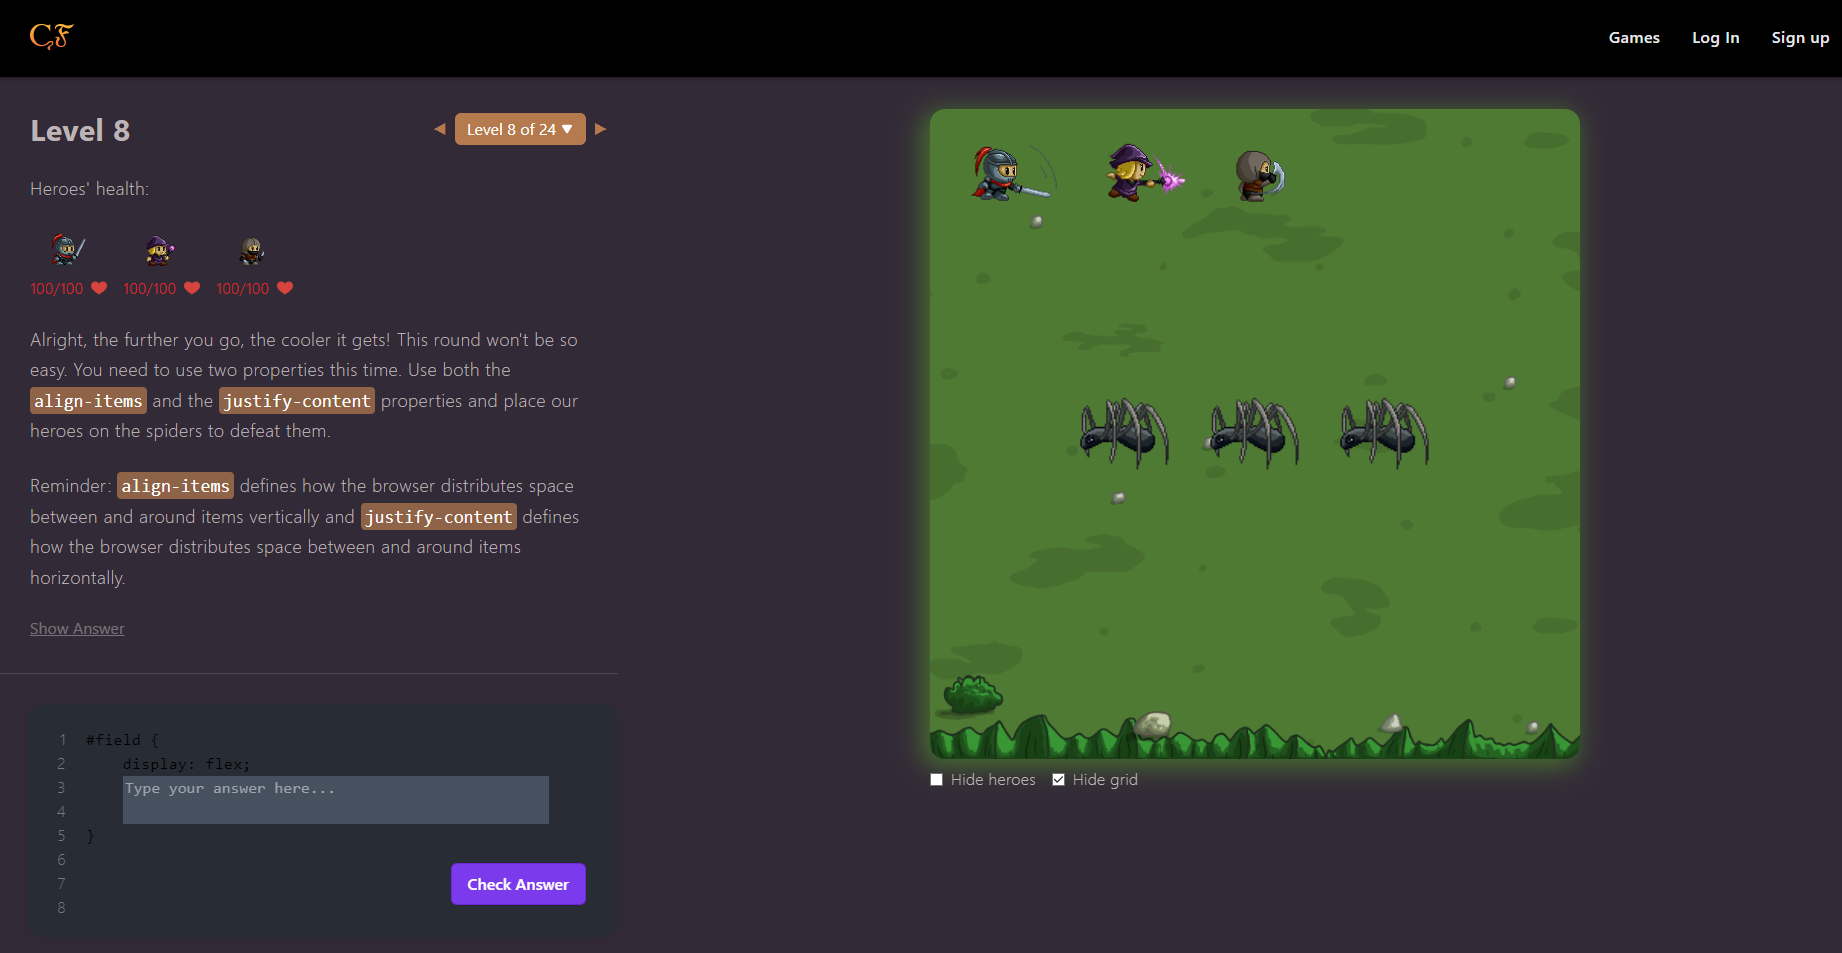 CF
Games
Log In
Sign up
Level 8
◀ Level 8 of 24 ▼ ▶
Heroes' health:
100/100 ❤ 100/100 ❤ 100/100 ❤
Alright, the further you go, the cooler it gets! This round won't be so
easy. You need to use two properties this time. Use both the
align-items and the justify-content properties and place our
heroes on the spiders to defeat them.
Reminder: align-items defines how the browser distributes space
between and around items vertically and justify-content defines
how the browser distributes space between and around items
horizontally.
Show Answer
1 #field {
2 display: flex;
3 Type your answer here...
4
5 }
6
7
8
Check Answer
Hide heroes
Hide grid